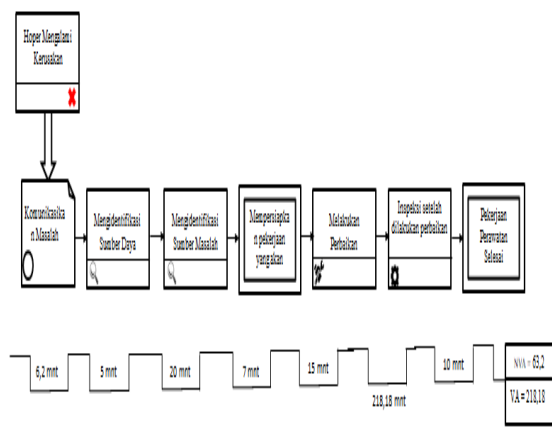 Hoper Mengalami
Kerusakan
Komunikasika
n Masalah
Mengidentifikasi
Sumber Daya
Mengidentifikasi
Sumber Masalah
Mempersiapka
n pekerjaan
yang akan
Melakukan
Perbaikan
Inspeksi setelah
dilakukan perbaikan
Pekerjaan
Perawatan
Selesai
6,2 mnt
5 mnt
20 mnt
7 mnt
15 mnt
218,18 mnt
10 mnt
NVA = 63,2
VA = 218,18